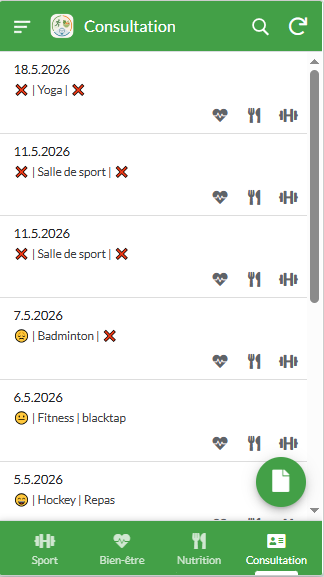 Consultation
18.5.2026
❌ | Yoga | ❌
11.5.2026
❌ | Salle de sport | ❌
11.5.2026
❌ | Salle de sport | ❌
7.5.2026
😞 | Badminton | ❌
6.5.2026
😐 | Fitness | blacktap
5.5.2026
😄 | Hockey | Repas
Sport
Bien-être
Nutrition
Consultation